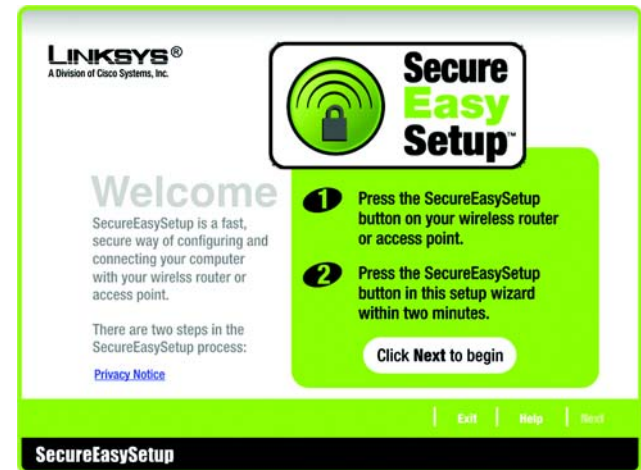 LINKSYS®
A Division of Cisco Systems, Inc.
Secure
Easy
Setup™
Welcome
SecureEasySetup is a fast,
secure way of configuring and
connecting your computer
with your wirelss router or
access point.
There are two steps in the
SecureEasySetup process:
Privacy Notice
1 Press the SecureEasySetup
button on your wireless router
or access point.
2 Press the SecureEasySetup
button in this setup wizard
within two minutes.
Click Next to begin
Exit | Help | Next
SecureEasySetup